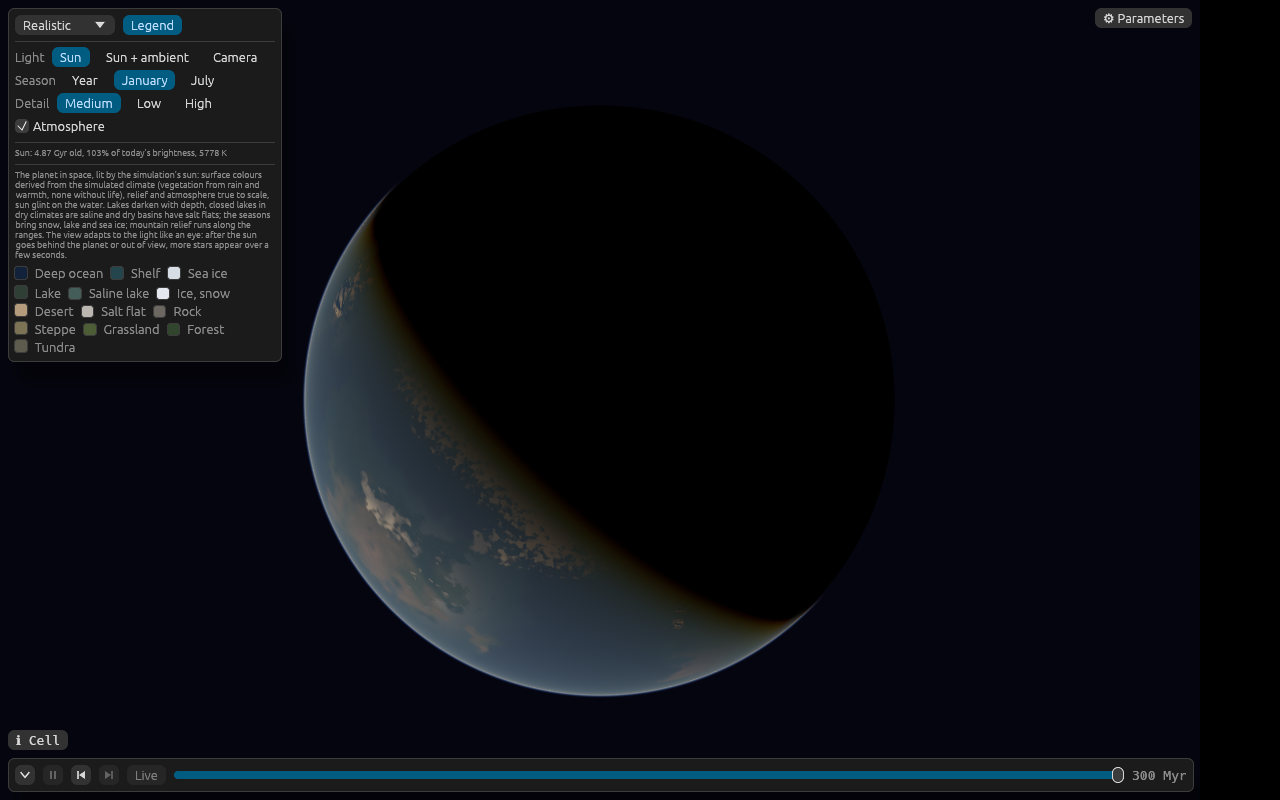 Realistic Legend
⚙ Parameters
Light Sun Sun + ambient Camera
Season Year January July
Detail Medium Low High
Atmosphere
Sun: 4.87 Gyr old, 103% of today's brightness, 5778 K
The planet in space, lit by the simulation's sun: surface colours
derived from the simulated climate (vegetation from rain and
warmth, none without life), relief and atmosphere true to scale,
sun glint on the water. Lakes darken with depth, closed lakes in
dry climates are saline and dry basins have salt flats; the seasons
bring snow, lake and sea ice; mountain relief runs along the
ranges. The view adapts to the light like an eye: after the sun
goes behind the planet or out of view, more stars appear over a
few seconds.
Deep ocean Shelf Sea ice
Lake Saline lake Ice, snow
Desert Salt flat Rock
Steppe Grassland Forest
Tundra
ℹ Cell
Live 300 Myr